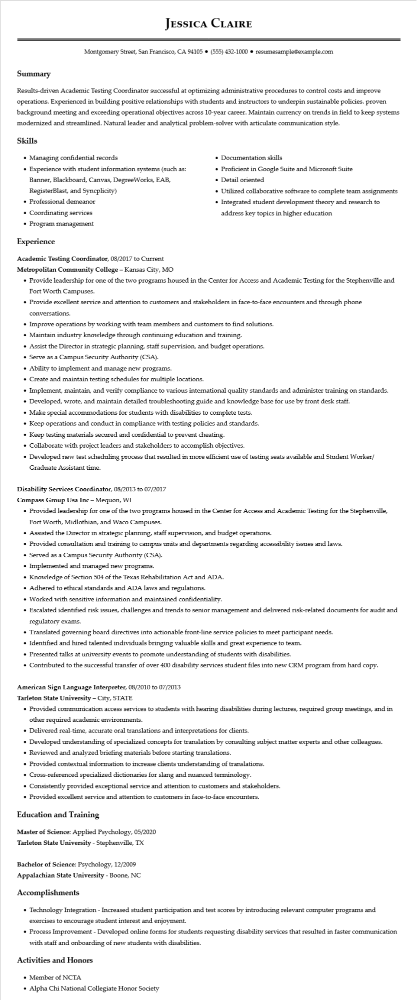 Jessica Claire
Montgomery Street, San Francisco, CA 94105 ● (555) 432-1000 ● resumesample@example.com
Summary
Results-driven Academic Testing Coordinator successful at optimizing administrative procedures to control costs and improve
operations. Experienced in building positive relationships with students and instructors to underpin sustainable policies. proven
background meeting and exceeding operational objectives across 10-year career. Maintain currency on trends in field to keep systems
modernized and streamlined. Natural leader and analytical problem-solver with articulate communication style.
Skills
• Managing confidential records
• Experience with student information systems (such as:
Banner, Blackboard, Canvas, DegreeWorks, EAB,
RegisterBlast, and Syncplicity)
• Professional demeanor
• Coordinating services
• Program management
• Documentation skills
• Proficient in Google Suite and Microsoft Suite
• Detail oriented
• Utilized collaborative software to complete team assignments
• Integrated student development theory and research to
address key topics in higher education
Experience
Academic Testing Coordinator, 08/2017 to Current
Metropolitan Community College – Kansas City, MO
• Provide leadership for one of the two programs housed in the Center for Access and Academic Testing for the Stephenville and
Fort Worth Campuses.
• Provide excellent service and attention to customers and stakeholders in face-to-face encounters and through phone
conversations.
• Improve operations by working with team members and customers to find solutions.
• Maintain industry knowledge through continuing education and training.
• Assist the Director in strategic planning, staff supervision, and budget operations.
• Serve as a Campus Security Authority (CSA).
• Ability to implement and manage new programs.
• Create and maintain testing schedules for multiple locations.
• Implement, maintain, and verify compliance to various international quality standards and administer training on standards.
• Developed, wrote, and maintain detailed troubleshooting guide and knowledge base for use by front desk staff.
• Make special accommodations for students with disabilities to complete tests.
• Keep operations and conduct in compliance with testing policies and standards.
• Keep testing materials secured and confidential to prevent cheating.
• Collaborate with project leaders and stakeholders to accomplish objectives.
• Developed new test scheduling process that resulted in more efficient use of testing seats available and Student Worker/
Graduate Assistant time.
Disability Services Coordinator, 08/2013 to 07/2017
Compass Group Usa Inc – Mequon, WI
• Provided leadership for one of the two programs housed in the Center for Access and Academic Testing for the Stephenville,
Fort Worth, Midlothian, and Waco Campuses.
• Assisted the Director in strategic planning, staff supervision, and budget operations.
• Provided consultation and training to campus units and departments regarding accessibility issues and laws.
• Served as a Campus Security Authority (CSA).
• Implemented and managed new programs.
• Knowledge of Section 504 of the Texas Rehabilitation Act and ADA.
• Adhered to ethical standards and ADA laws and regulations.
• Worked with sensitive information and maintained confidentiality.
• Escalated identified risk issues, challenges and trends to senior management and delivered risk-related documents for audit and
regulatory exams.
• Translated governing board directives into actionable front-line service policies to meet participant needs.
• Identified and hired talented individuals bringing valuable skills and great experience to team.
• Presented talks at university events to promote understanding of students with disabilities.
• Contributed to the successful transfer of over 400 disability services student files into new CRM program from hard copy.
American Sign Language Interpreter, 08/2010 to 07/2013
Tarleton State University – City, STATE
• Provided communication access services to students with hearing disabilities during lectures, required group meetings, and in
other required academic environments.
• Delivered real-time, accurate oral translations and interpretations for clients.
• Developed understanding of specialized concepts for translation by consulting subject matter experts and other colleagues.
• Reviewed and analyzed briefing materials before starting translations.
• Provided contextual information to increase clients understanding of translations.
• Cross-referenced specialized dictionaries for slang and nuanced terminology.
• Consistently provided exceptional service and attention to customers and stakeholders.
• Provided excellent service and attention to customers in face-to-face encounters.
Education and Training
Master of Science: Applied Psychology, 05/2020
Tarleton State University - Stephenville, TX
Bachelor of Science: Psychology, 12/2009
Appalachian State University - Boone, NC
Accomplishments
• Technology Integration - Increased student participation and test scores by introducing relevant computer programs and
exercises to encourage student interest and enjoyment.
• Process Improvement - Developed online forms for students requesting disability services that resulted in faster communication
with staff and onboarding of new students with disabilities.
Activities and Honors
• Member of NCTA
• Alpha Chi National Collegiate Honor Society